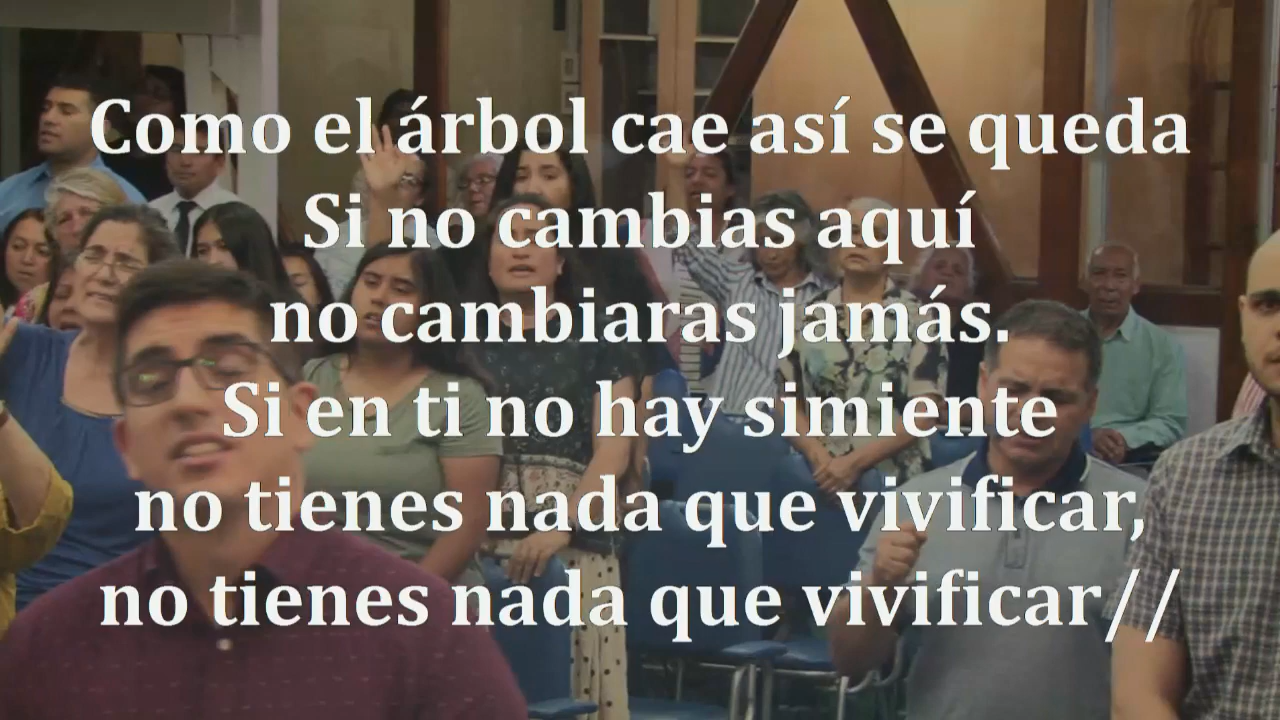 Como el árbol cae así se queda
Si no cambias aquí
no cambiaras jamás.
Si en ti no hay simiente
no tienes nada que vivificar,
no tienes nada que vivificar//